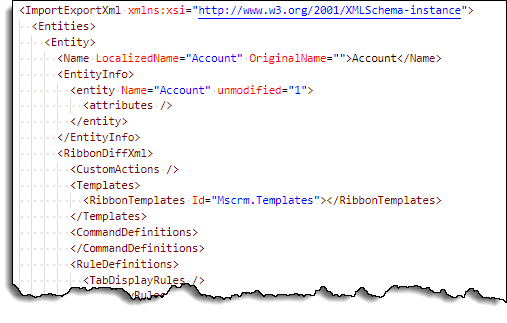 <ImportExportXml xmlns:xsi="http://www.w3.org/2001/XMLSchema-instance">
<Entities>
<Entity>
<Name LocalizedName="Account" OriginalName="">Account</Name>
<EntityInfo>
<entity Name="Account" unmodified="1">
<attributes />
</entity>
</EntityInfo>
<RibbonDiffXml>
<CustomActions />
<Templates>
<RibbonTemplates Id="Mscrm.Templates"></RibbonTemplates>
</Templates>
<CommandDefinitions>
</CommandDefinitions>
<RuleDefinitions>
<TabDisplayRules />